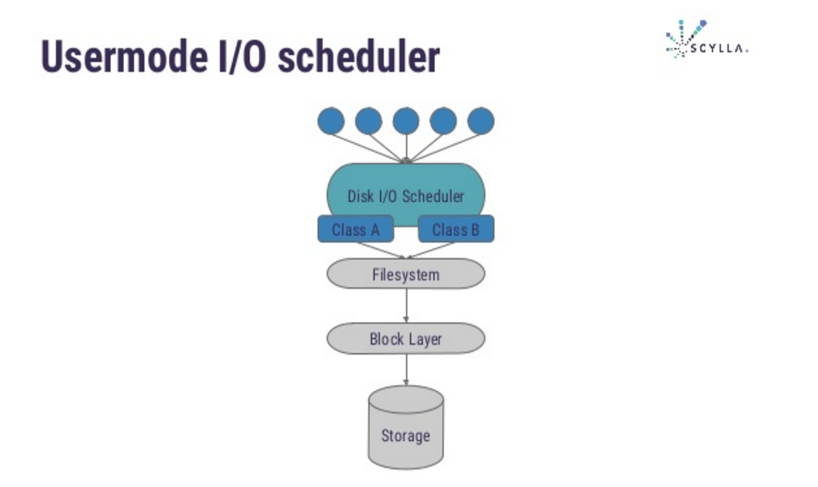 Usermode I/O scheduler
SCYLLA.
Disk I/O Scheduler
Class A
Class B
Filesystem
Block Layer
Storage